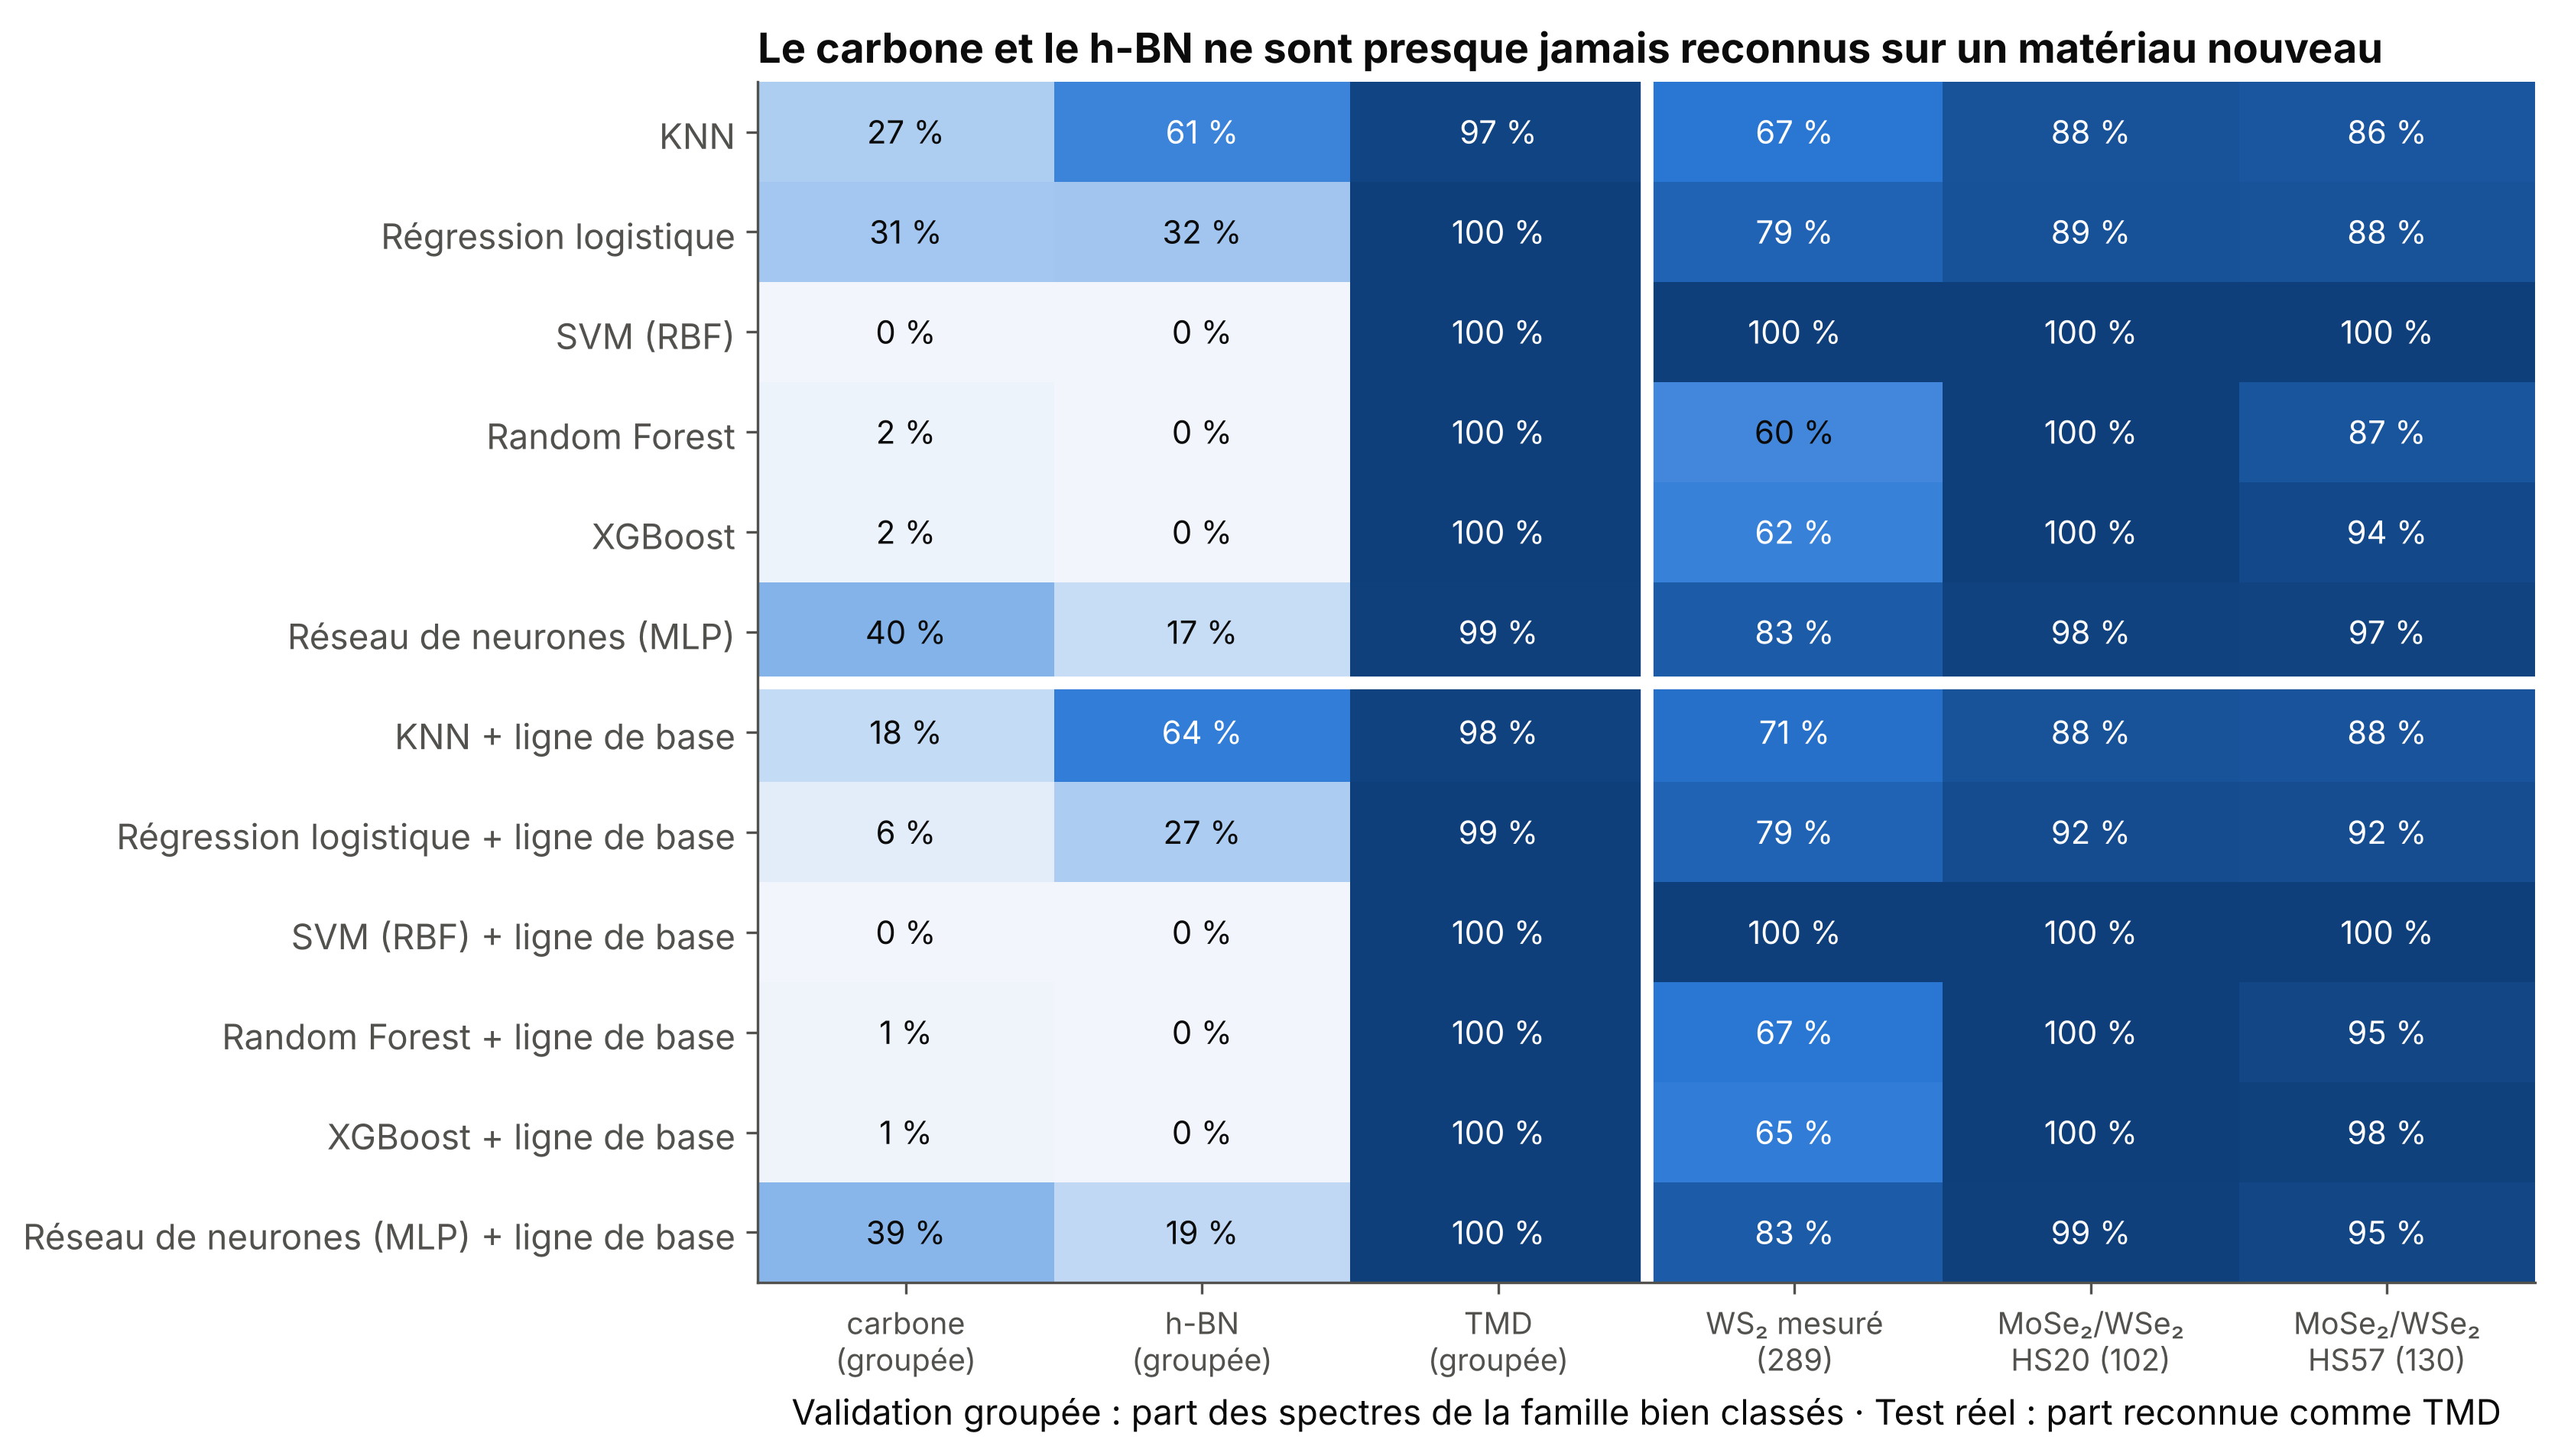 Le carbone et le h-BN ne sont presque jamais reconnus sur un matériau nouveau
KNN 27 % 61 % 97 % 67 % 88 % 86 %
Régression logistique 31 % 32 % 100 % 79 % 89 % 88 %
SVM (RBF) 0 % 0 % 100 % 100 % 100 % 100 %
Random Forest 2 % 0 % 100 % 60 % 100 % 87 %
XGBoost 2 % 0 % 100 % 62 % 100 % 94 %
Réseau de neurones (MLP) 40 % 17 % 99 % 83 % 98 % 97 %
KNN + ligne de base 18 % 64 % 98 % 71 % 88 % 88 %
Régression logistique + ligne de base 6 % 27 % 99 % 79 % 92 % 92 %
SVM (RBF) + ligne de base 0 % 0 % 100 % 100 % 100 % 100 %
Random Forest + ligne de base 1 % 0 % 100 % 67 % 100 % 95 %
XGBoost + ligne de base 1 % 0 % 100 % 65 % 100 % 98 %
Réseau de neurones (MLP) + ligne de base 39 % 19 % 100 % 83 % 99 % 95 %
carbone h-BN TMD WS₂ mesuré MoSe₂/WSe₂ MoSe₂/WSe₂
(groupée) (groupée) (groupée) (289) HS20 (102) HS57 (130)
Validation groupée : part des spectres de la famille bien classés · Test réel : part reconnue comme TMD